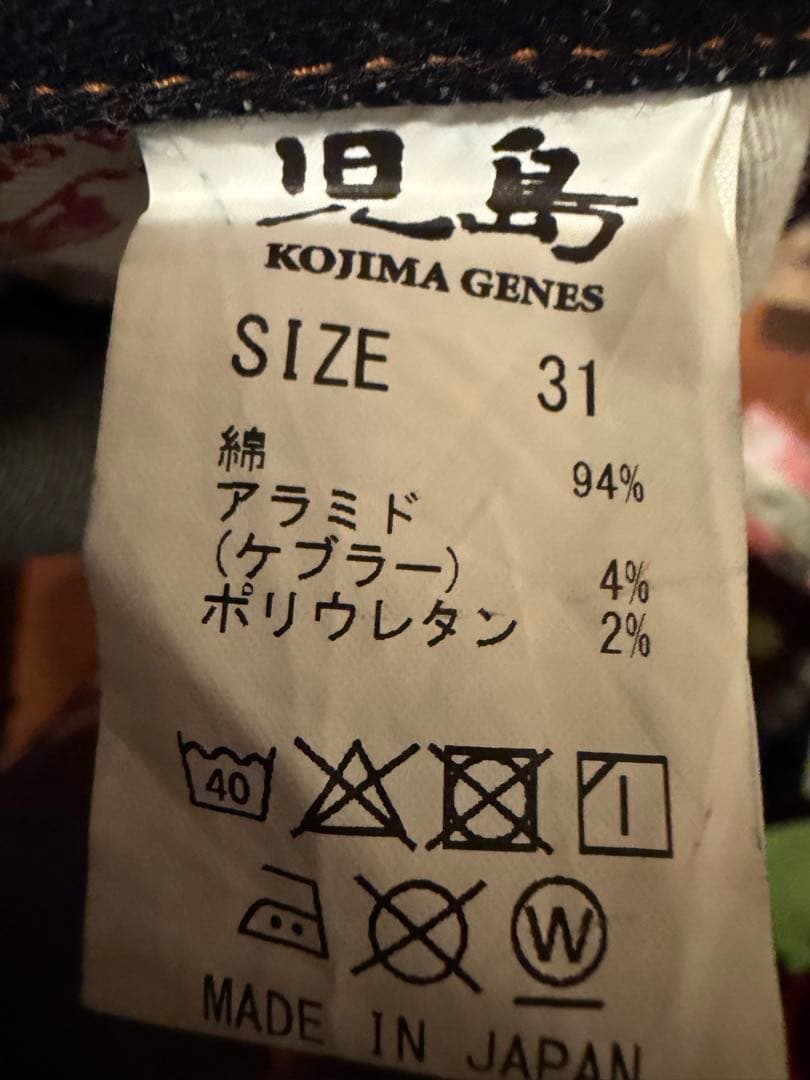 児島
KOJIMA GENES
SIZE 31
綿 94%
アラミド
(ケブラー) 4%
ポリウレタン 2%
40
W
MADE IN JAPAN